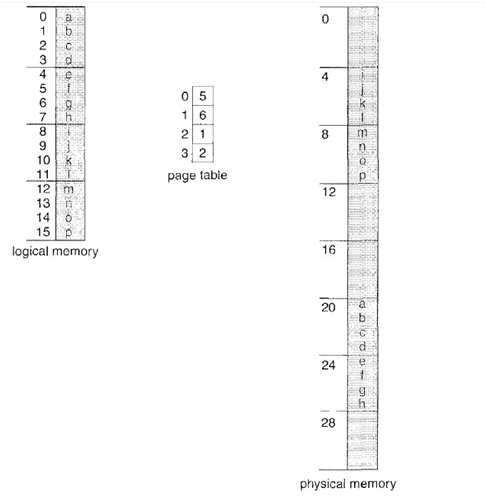 0 a
1 b
2 c
3 d
4 e
5 f
6 g
7 h
8 i
9 j
10 k
11 l
12 m
13 n
14 o
15 p
logical memory
0 5
1 6
2 1
3 2
page table
0
4 i
j
k
l
8 m
n
o
p
12
16
20 a
b
c
d
24 e
f
g
h
28
physical memory